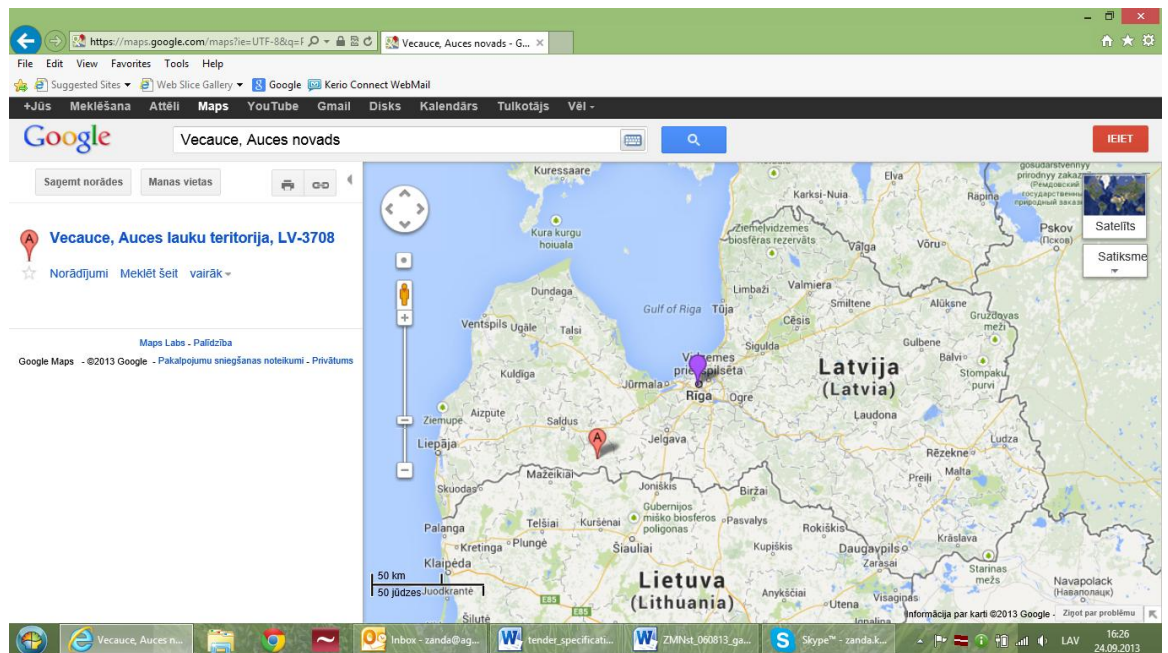 https://maps.google.com/maps?ie=UTF-8&q=F
Vecauce, Auces novads - G...
File Edit View Favorites Tools Help
Suggested Sites Web Slice Gallery Google Kerio Connect WebMail
+Jūs Meklēšana Attēli Maps YouTube Gmail Disks Kalendārs Tulkotājs Vēl
Google
Vecauce, Auces novads
IEIET
Saņemt norādes Manas vietas
A Vecauce, Auces lauku teritorija, LV-3708
Norādījumi Meklēt šeit vairāk
Maps Labs - Palīdzība
Google Maps - ©2013 Google - Pakalpojumu sniegšanas noteikumi - Privātums
Satelīts
Satiksme
Kuressaare
Elva
Karksi-Nuia
Räpina
gosudarstvennyy
prirodnyy zakaz
Kura kurgu
hoiuala
Ziemeļvidzemes
biosfēras rezervāts
Valga
Võru
Pskov
(Псков)
Dundaga
Limbaži
Valmiera
Gulf of Riga
Tūja
Smiltene
Alūksne
Cēsis
Gruzdovas
meži
Ventspils
Ugāle
Talsi
Sigulda
Gulbene
Balvi
Stompaku
purvi
Kuldīga
Jūrmala
Rīga
Ogre
Latvija
(Latvia)
Ziemupe
Aizpute
Saldus
A
Jelgava
Ļaudona
Liepāja
Ludza
Rēzekne
Mažeikiai
Malta
Preiļi
Skuodas
Joniškis
Biržai
Gubernijos
miško biosferos
poligonas
Palanga
Telšiai
Kuršėnai
Pasvalys
Rokiškis
Krāslava
Kretinga
Plungė
Šiauliai
Kupiškis
Daugavpils
Klaipėda
Zarasai
Starinas
mežs
Navapolack
(Наваполацк)
50 km
50 jūdzes
Juodkrantė
Lietuva
(Lithuania)
Anykščiai
Visaginas
E85
E85
Utena
Šilutė
Ignalina
Informācija par karti ©2013 Google - Ziņot par problēmu
Vecauce, Auces n...
Inbox - zanda@ag...
tender_specificati...
ZMNst_060813_ga...
Skype™ - zanda.k...
LAV
16:26
24.09.2013